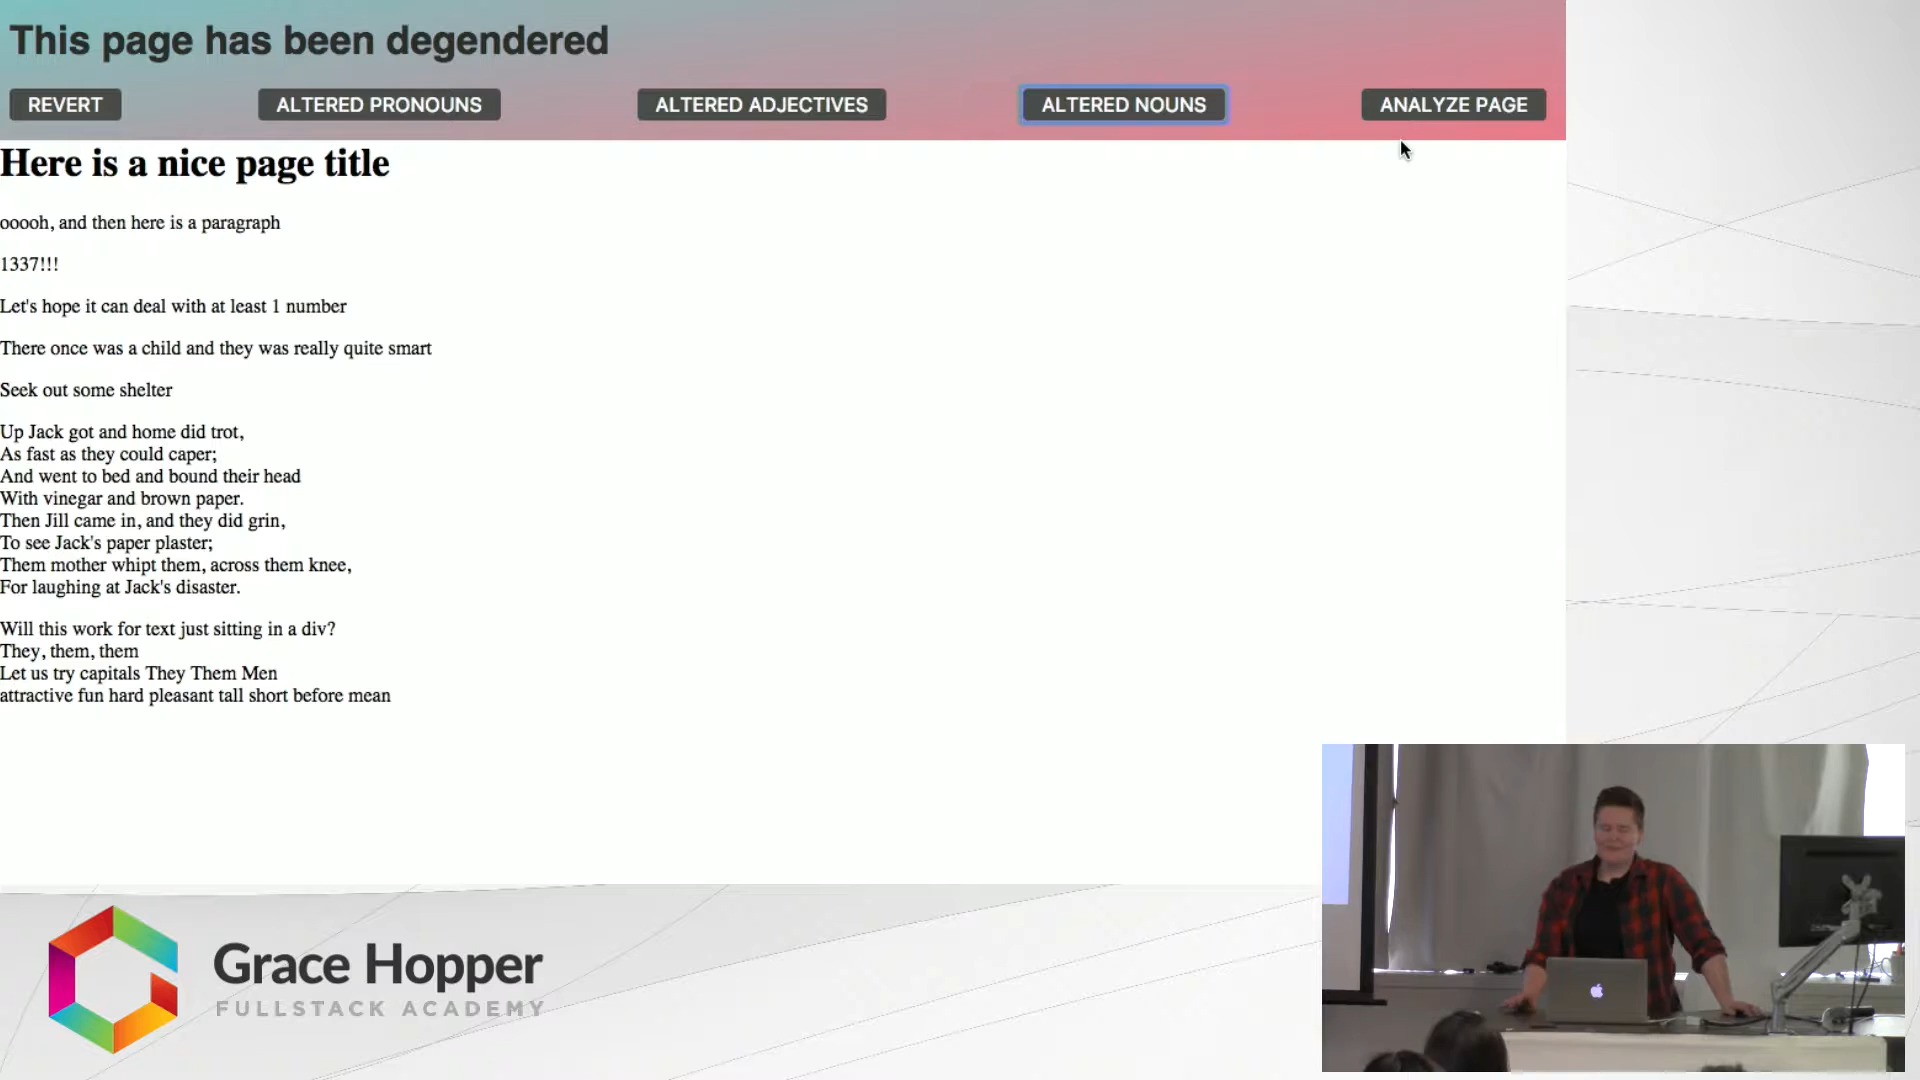 This page has been degendered
REVERT ALTERED PRONOUNS ALTERED ADJECTIVES ALTERED NOUNS ANALYZE PAGE
Here is a nice page title
ooooh, and then here is a paragraph
1337!!!
Let's hope it can deal with at least 1 number
There once was a child and they was really quite smart
Seek out some shelter
Up Jack got and home did trot,
As fast as they could caper;
And went to bed and bound their head
With vinegar and brown paper.
Then Jill came in, and they did grin,
To see Jack's paper plaster;
Them mother whipt them, across them knee,
For laughing at Jack's disaster.
Will this work for text just sitting in a div?
They, them, them
Let us try capitals They Them Men
attractive fun hard pleasant tall short before mean
Grace Hopper
FULLSTACK ACADEMY